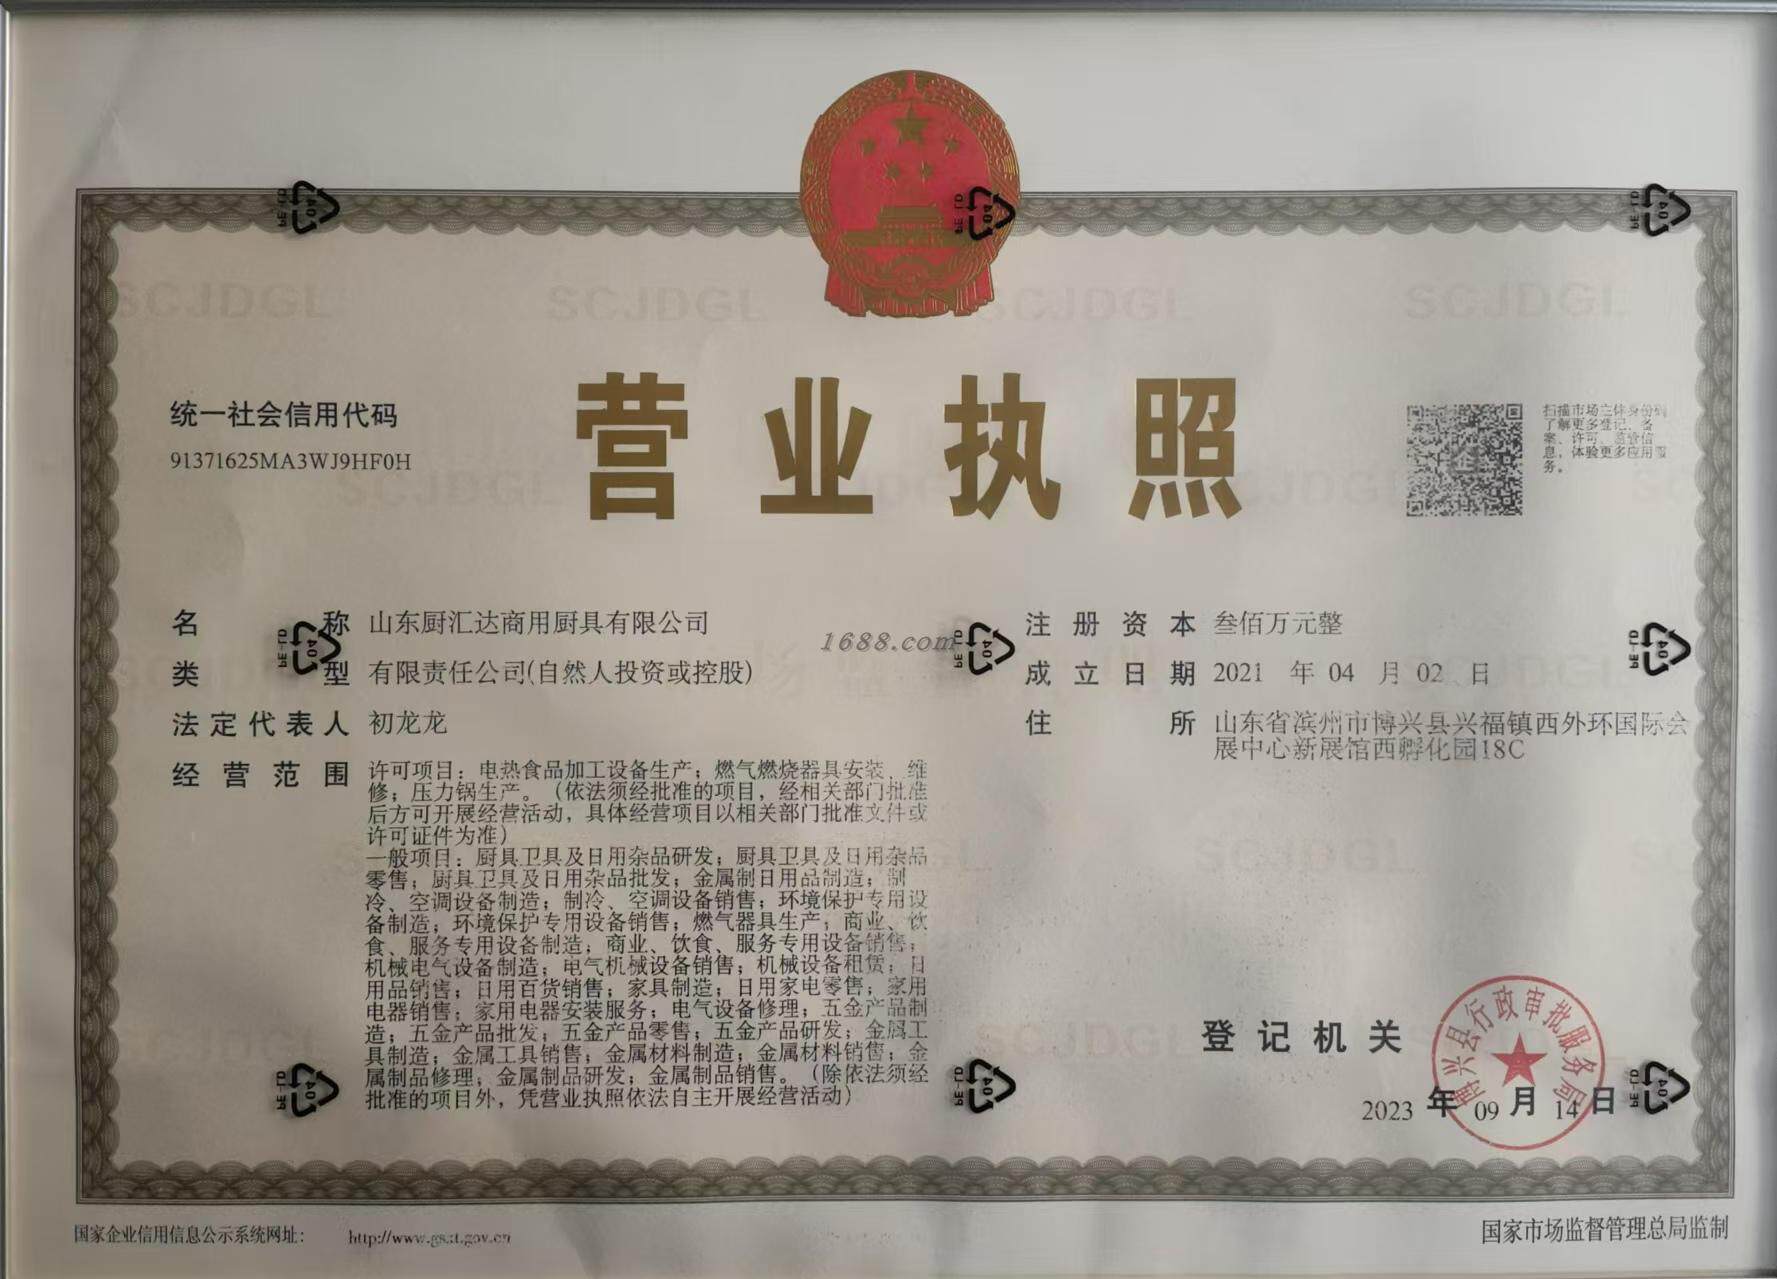 营业执照
统一社会信用代码
91371625MA3WJ9HF0H
扫描市场主体身份码
了解更多登记、备
案、许可、监管信
息，体验更多应用服
务。
名称 山东厨汇达商用厨具有限公司
类型 有限责任公司(自然人投资或控股)
法定代表人 初龙龙
经营范围 许可项目：电热食品加工设备生产；燃气燃烧器具安装、维
修；压力锅生产。（依法须经批准的项目，经相关部门批准
后方可开展经营活动，具体经营项目以相关部门批准文件或
许可证件为准）
一般项目：厨具卫具及日用杂品研发；厨具卫具及日用杂品
零售；厨具卫具及日用杂品批发；金属制日用品制造；制
冷、空调设备制造；制冷、空调设备销售；环境保护专用设
备制造；环境保护专用设备销售；燃气器具生产；商业、饮
食、服务专用设备制造；商业、饮食、服务专用设备销售；
机械电气设备制造；电气机械设备销售；机械设备租赁；日
用品销售；日用百货销售；家具制造；日用家电零售；家用
电器销售；家用电器安装服务；电气设备修理；五金产品制
造；五金产品批发；五金产品零售；五金产品研发；金属工
具制造；金属工具销售；金属材料制造；金属材料销售；金
属制品修理；金属制品研发；金属制品销售。（除依法须经
批准的项目外，凭营业执照依法自主开展经营活动）
1688.com
注册资本 叁佰万元整
成立日期 2021 年 04 月 02 日
住所 山东省滨州市博兴县兴福镇西外环国际会
展中心新展馆西孵化园18C
登记机关
博兴县行政审批服务局
2023 年 09 月 14 日
国家企业信用信息公示系统网址： http://www.gsxt.gov.cn
国家市场监督管理总局监制
SCJDGL
PE-LD
04